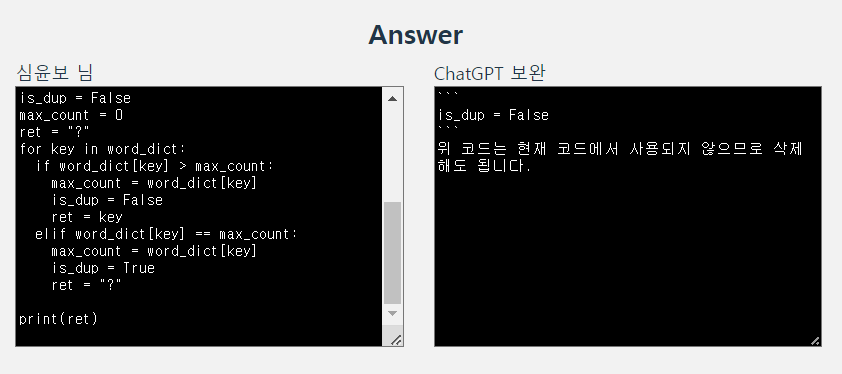 Answer
심윤보 님
is_dup = False
max_count = 0
ret = "?"
for key in word_dict:
  if word_dict[key] > max_count:
    max_count = word_dict[key]
    is_dup = False
    ret = key
  elif word_dict[key] == max_count:
    max_count = word_dict[key]
    is_dup = True
    ret = "?"
print(ret)
ChatGPT 보완
```
is_dup = False
```
위 코드는 현재 코드에서 사용되지 않으므로 삭제
해도 됩니다.